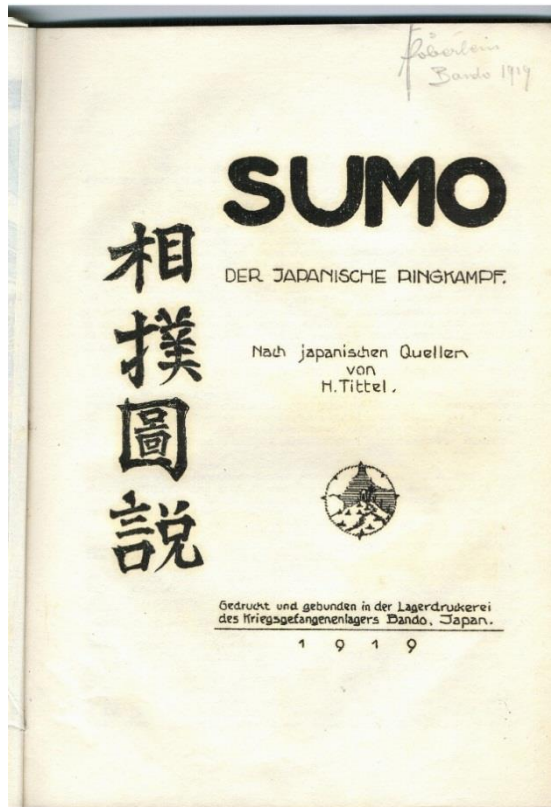 Bando 1919
SUMO
DER JAPANISCHE RINGKAMPF.
Nach japanischen Quellen
von
H. Tittel.
相撲圖説
Gedruckt und gebunden in der Lagerdruckerei
des Kriegsgefangenenlagers Bando, Japan.
1919